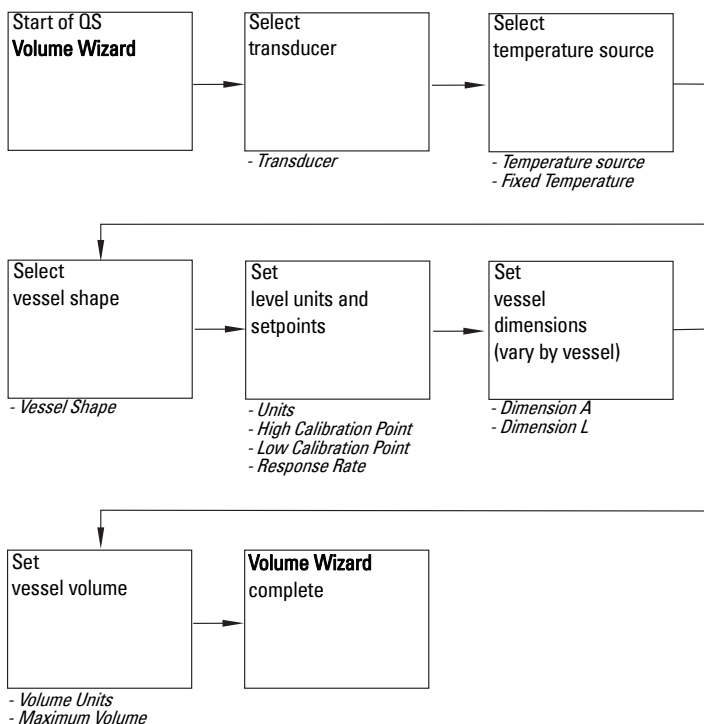 Start of QS
Volume Wizard
Select
transducer
- Transducer
Select
temperature source
- Temperature source
- Fixed Temperature
Select
vessel shape
- Vessel Shape
Set
level units and
setpoints
- Units
- High Calibration Point
- Low Calibration Point
- Response Rate
Set
vessel
dimensions
(vary by vessel)
- Dimension A
- Dimension L
Set
vessel volume
- Volume Units
- Maximum Volume
Volume Wizard
complete